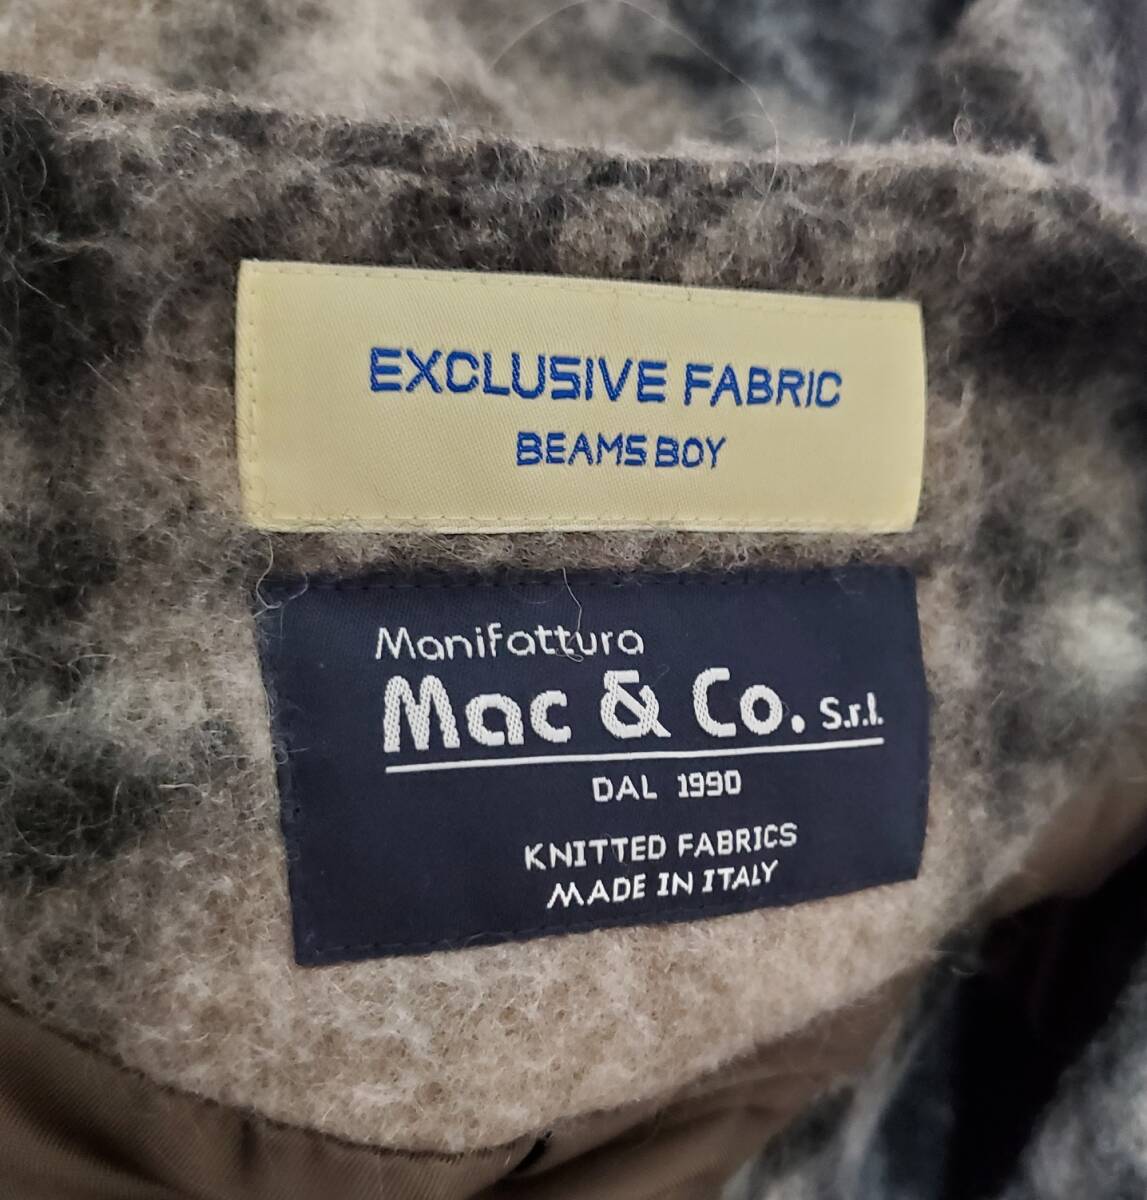 EXCLUSIVE FABRIC
BEAMS BOY
Manifattura
Mac & Co. S.r.l.
DAL 1990
KNITTED FABRICS
MADE IN ITALY